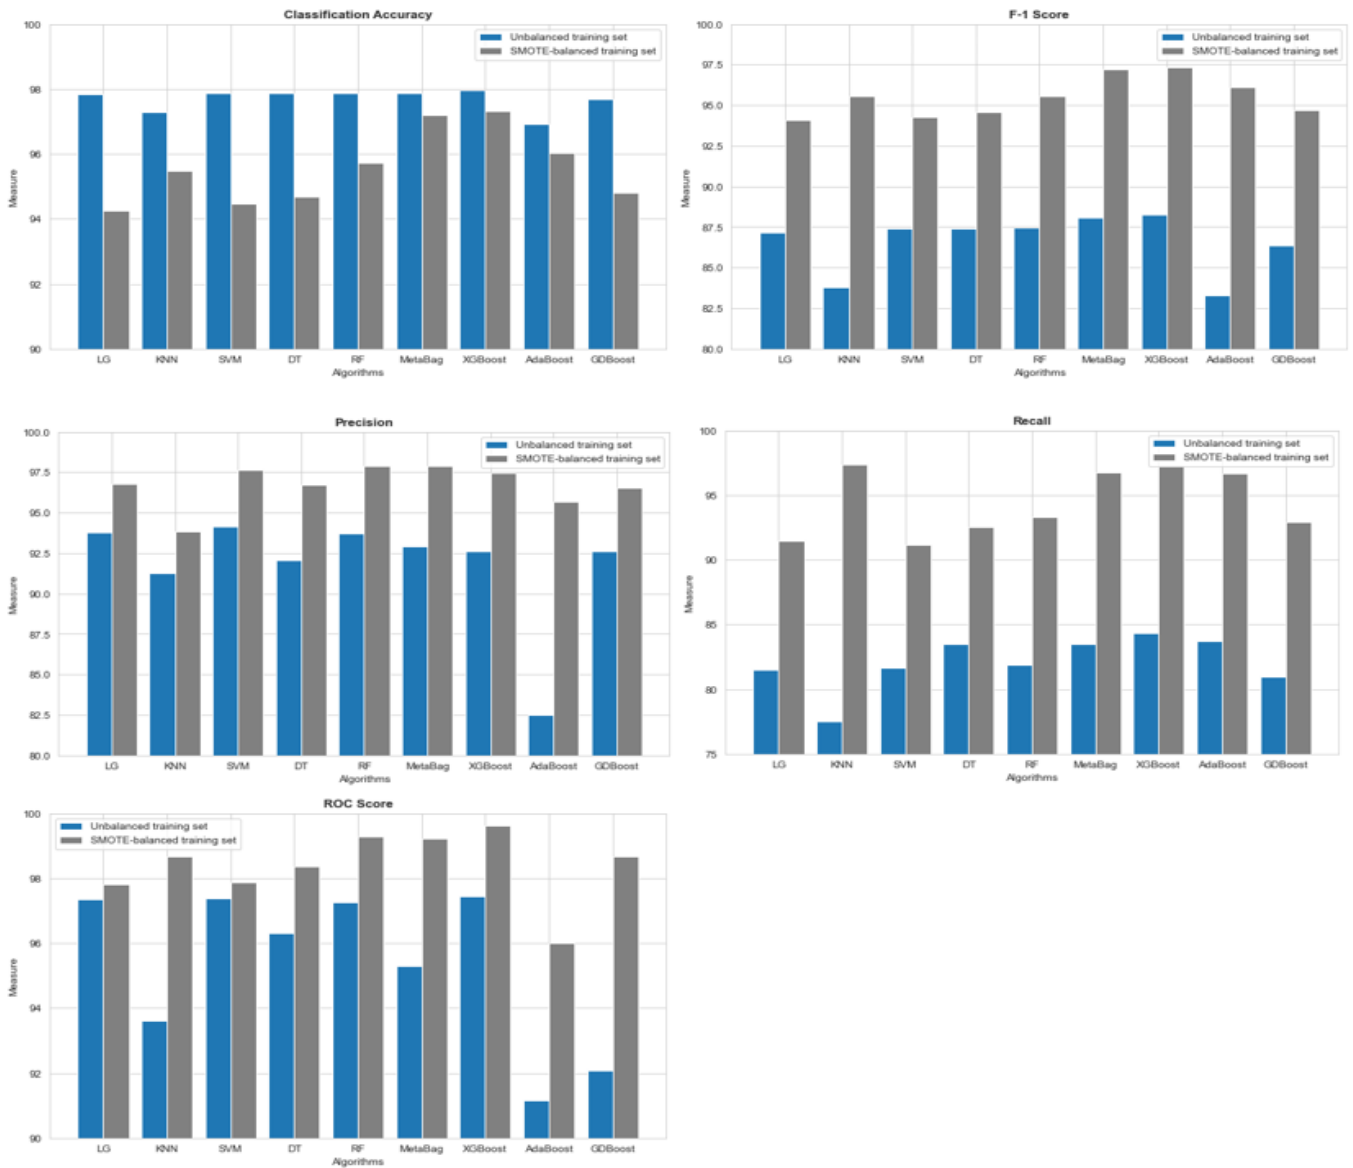 Classification Accuracy
100
98
96
94
92
90
Measure
Unbalanced training set
SMOTE-balanced training set
LG KNN SVM DT RF MetaBag XGBoost AdaBoost GDBoost
Algorithms
F-1 Score
100.0
97.5
95.0
92.5
90.0
87.5
85.0
82.5
80.0
Measure
Unbalanced training set
SMOTE-balanced training set
LG KNN SVM DT RF MetaBag XGBoost AdaBoost GDBoost
Algorithms
Precision
100.0
97.5
95.0
92.5
90.0
87.5
85.0
82.5
80.0
Measure
Unbalanced training set
SMOTE-balanced training set
LG KNN SVM DT RF MetaBag XGBoost AdaBoost GDBoost
Algorithms
Recall
100
95
90
85
80
75
Measure
Unbalanced training set
SMOTE-balanced training set
LG KNN SVM DT RF MetaBag XGBoost AdaBoost GDBoost
Algorithms
ROC Score
100
98
96
94
92
90
Measure
Unbalanced training set
SMOTE-balanced training set
LG KNN SVM DT RF MetaBag XGBoost AdaBoost GDBoost
Algorithms